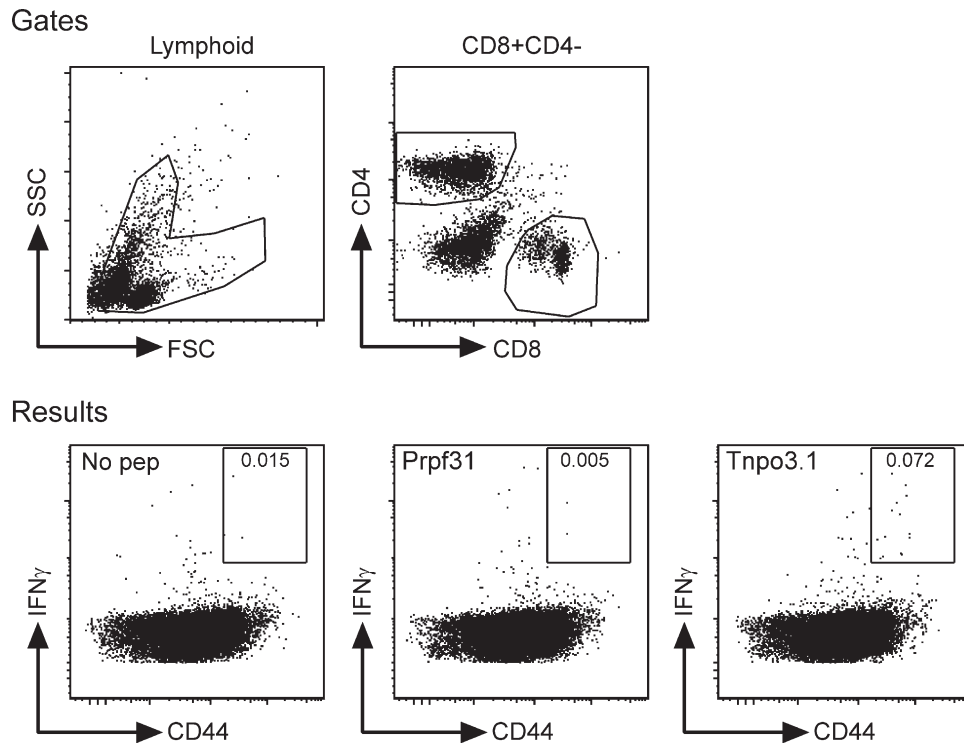 Gates
Lymphoid
CD8+CD4-
SSC
FSC
CD4
CD8
Results
No pep
0.015
IFNγ
CD44
Prpf31
0.005
IFNγ
CD44
Tnpo3.1
0.072
IFNγ
CD44